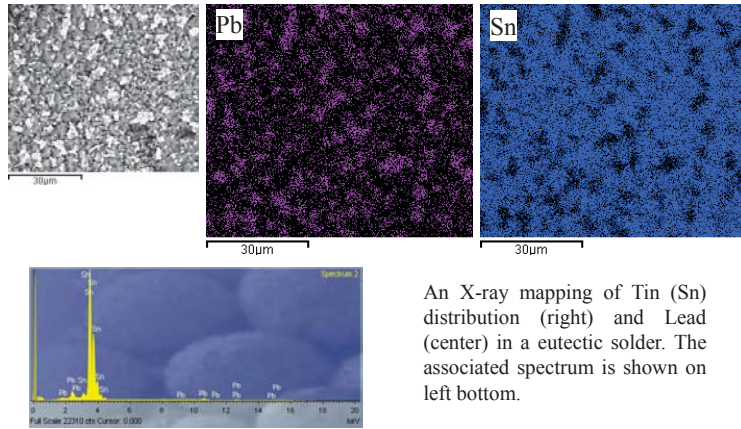 Pb
Sn
30µm
30µm
30µm
Spectrum 2
Sn
Sn
Sn
Sn
Pb Sn Sn
Pb Pb Sn
Pb Pb Pb Pb Pb Pb Pb
0 2 4 6 8 10 12 14 16 18 20
Full Scale 22310 cts Cursor: 0.000 keV
An X-ray mapping of Tin (Sn)
distribution (right) and Lead
(center) in a eutectic solder. The
associated spectrum is shown on
left bottom.